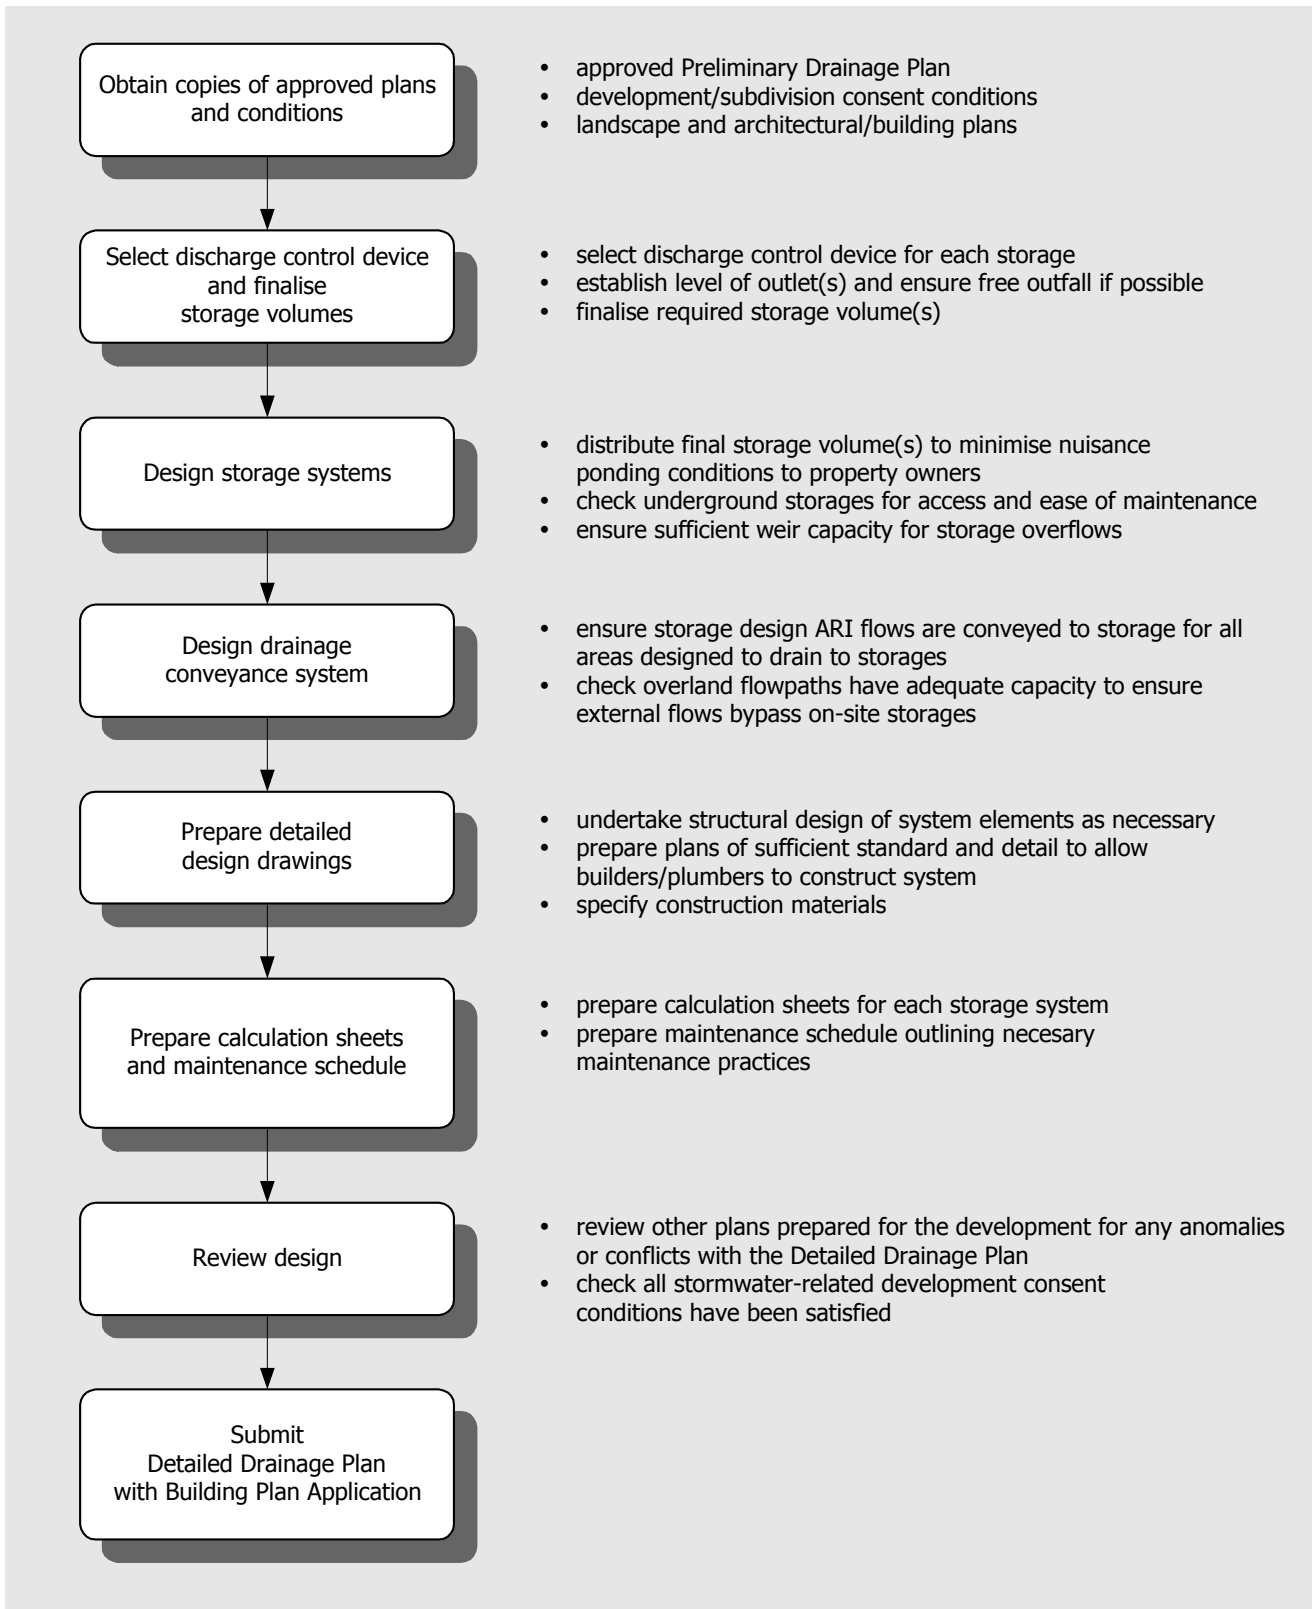 Obtain copies of approved plans
and conditions
• approved Preliminary Drainage Plan
• development/subdivision consent conditions
• landscape and architectural/building plans
Select discharge control device
and finalise
storage volumes
• select discharge control device for each storage
• establish level of outlet(s) and ensure free outfall if possible
• finalise required storage volume(s)
Design storage systems
• distribute final storage volume(s) to minimise nuisance
ponding conditions to property owners
• check underground storages for access and ease of maintenance
• ensure sufficient weir capacity for storage overflows
Design drainage
conveyance system
• ensure storage design ARI flows are conveyed to storage for all
areas designed to drain to storages
• check overland flowpaths have adequate capacity to ensure
external flows bypass on-site storages
Prepare detailed
design drawings
• undertake structural design of system elements as necessary
• prepare plans of sufficient standard and detail to allow
builders/plumbers to construct system
• specify construction materials
Prepare calculation sheets
and maintenance schedule
• prepare calculation sheets for each storage system
• prepare maintenance schedule outlining necesary
maintenance practices
Review design
• review other plans prepared for the development for any anomalies
or conflicts with the Detailed Drainage Plan
• check all stormwater-related development consent
conditions have been satisfied
Submit
Detailed Drainage Plan
with Building Plan Application